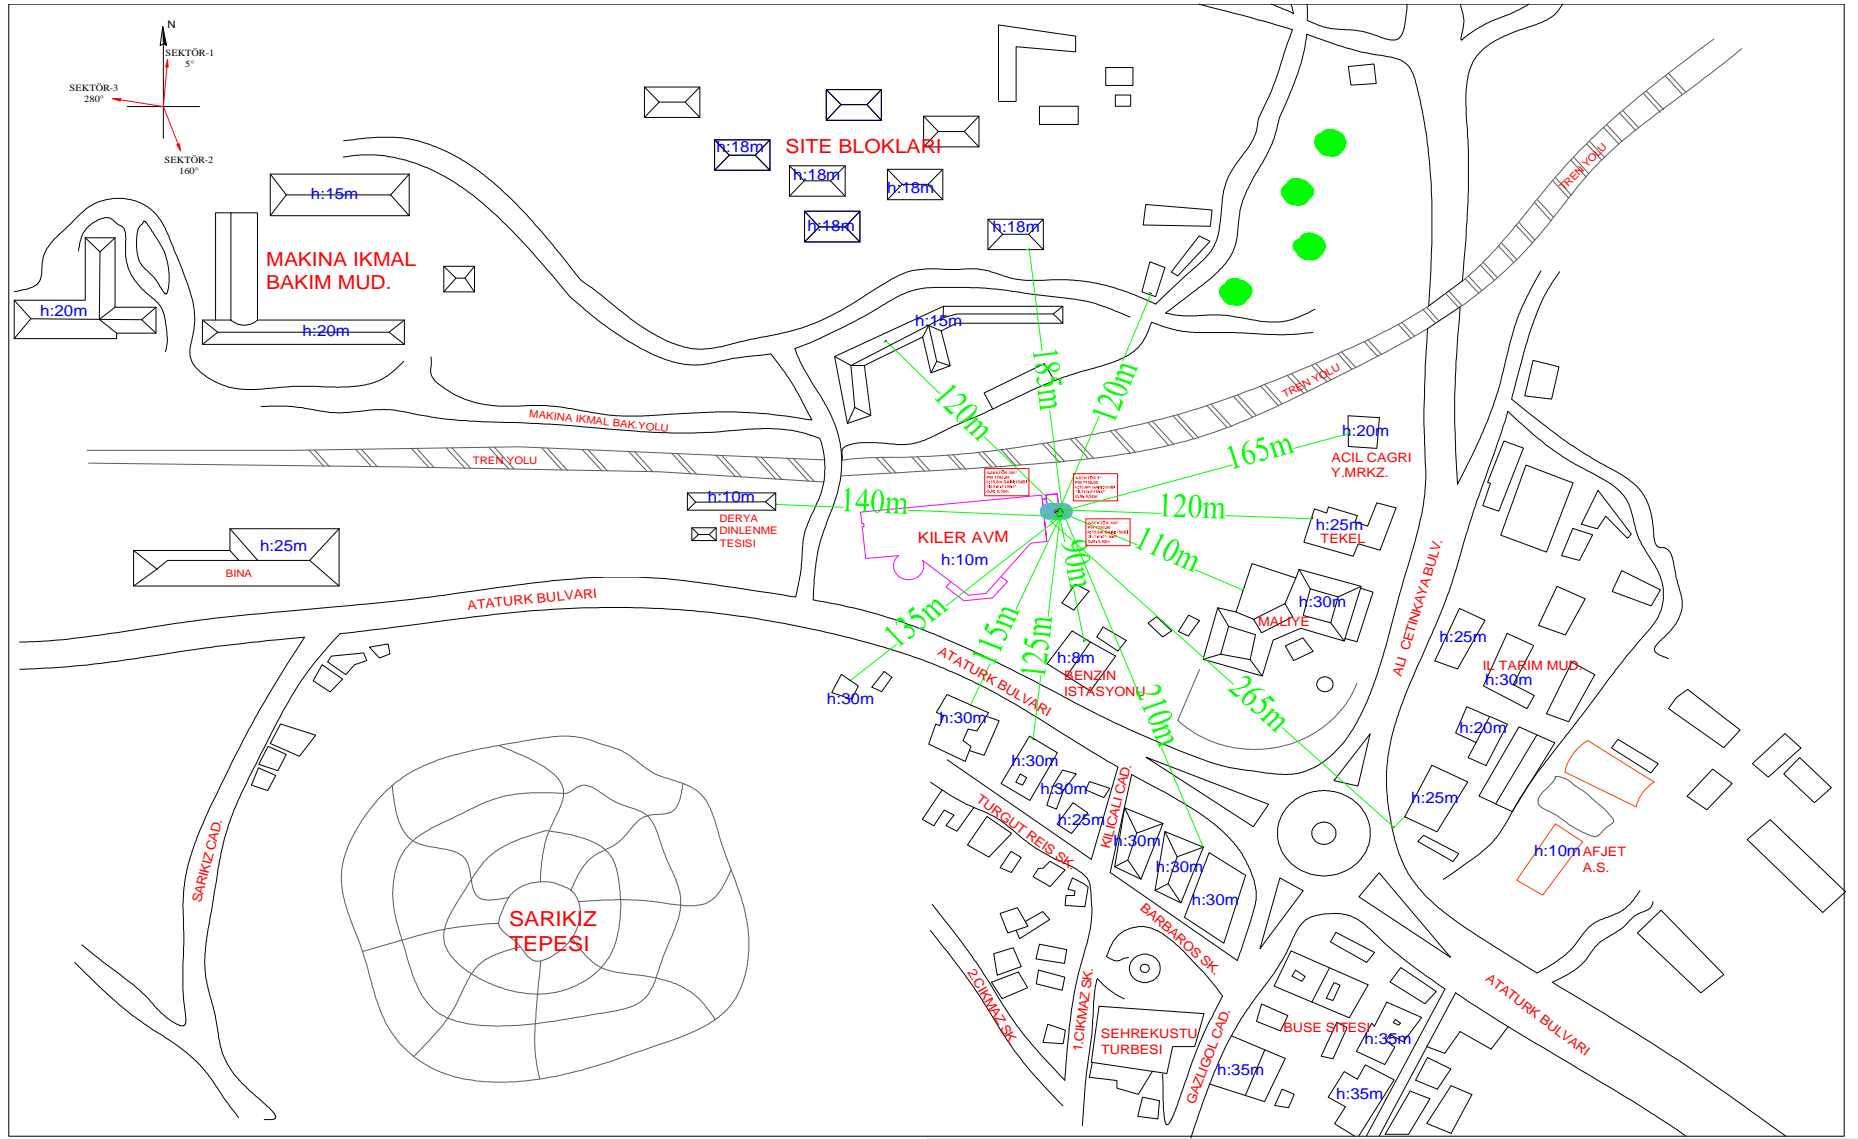 N
SEKTÖR-1
5°
SEKTÖR-3
280°
SEKTÖR-2
160°
h:15m
MAKINA IKMAL
BAKIM MUD.
h:20m
h:20m
h:18m
SITE BLOKLARI
h:18m
h:18m
h:18m
h:18m
h:15m
TREN YOLU
TREN YOLU
MAKINA IKMAL BAK.YOLU
TREN YOLU
120m
185m
120m
165m
h:20m
ACIL CAGRI
Y.MRKZ.
h:10m
DERYA
DINLENME
TESISI
140m
KILER AVM
h:10m
120m
h:25m
TEKEL
110m
90m
h:25m
BINA
ATATURK BULVARI
135m
115m
125m
h:30m
MALIYE
ALI CETINKAYA BULV.
h:25m
IL TARIM MUD.
h:30m
h:8m
BENZIN
ISTASYONU
ATATURK BULVARI
210m
265m
h:30m
h:30m
h:30m
h:30m
h:25m
h:20m
h:25m
TURGUT REIS SK.
KILICALI CAD.
h:30m
h:30m
h:30m
h:10m
AFJET
A.S.
SARIKIZ CAD.
SARIKIZ
TEPESI
BARBAROS SK.
2.CIKMAZ SK
1.CIKMAZ SK.
SEHREKUSTU
TURBESI
GAZLIGOL CAD.
BUSE SITESI
h:35m
h:35m
h:35m
ATATURK BULVARI